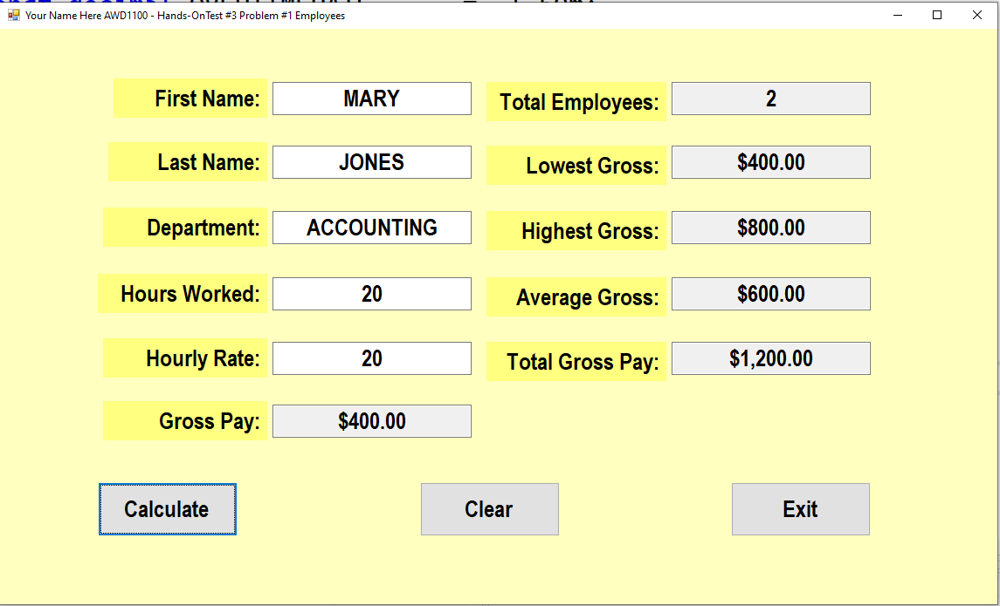 Your Name Here AWD1100 - Hands-OnTest #3 Problem #1 Employees
First Name: MARY
Total Employees: 2
Last Name: JONES
Lowest Gross: $400.00
Department: ACCOUNTING
Highest Gross: $800.00
Hours Worked: 20
Average Gross: $600.00
Hourly Rate: 20
Total Gross Pay: $1,200.00
Gross Pay: $400.00
Calculate
Clear
Exit